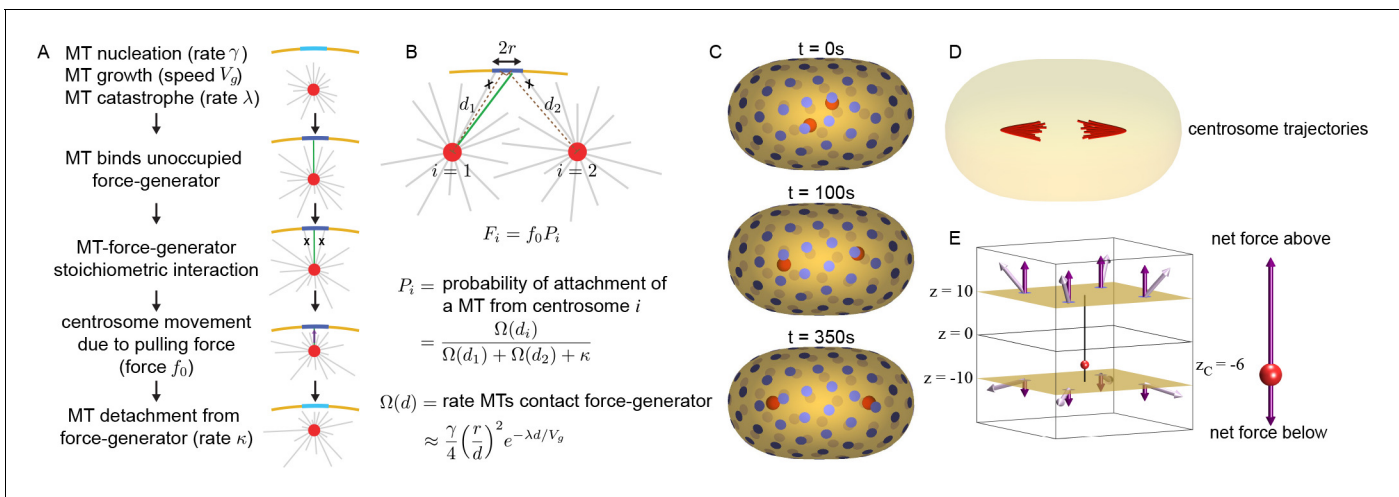 A
MT nucleation (rate γ)
MT growth (speed V_g)
MT catastrophe (rate λ)
MT binds unoccupied
force-generator
MT-force-generator
stoichiometric interaction
x x
centrosome movement
due to pulling force
(force f_0)
MT detachment from
force-generator (rate κ)
B
2r
x x
d_1 d_2
i = 1 i = 2
F_i = f_0 P_i
P_i = probability of attachment of
a MT from centrosome i
= Ω(d_i) / (Ω(d_1) + Ω(d_2) + κ)
Ω(d) = rate MTs contact force-generator
≈ γ/4 (r/d)^2 e^{-λd/V_g}
C
t = 0s
t = 100s
t = 350s
D
centrosome trajectories
E
z = 10
z = 0
z = -10
net force above
z_C = -6
net force below